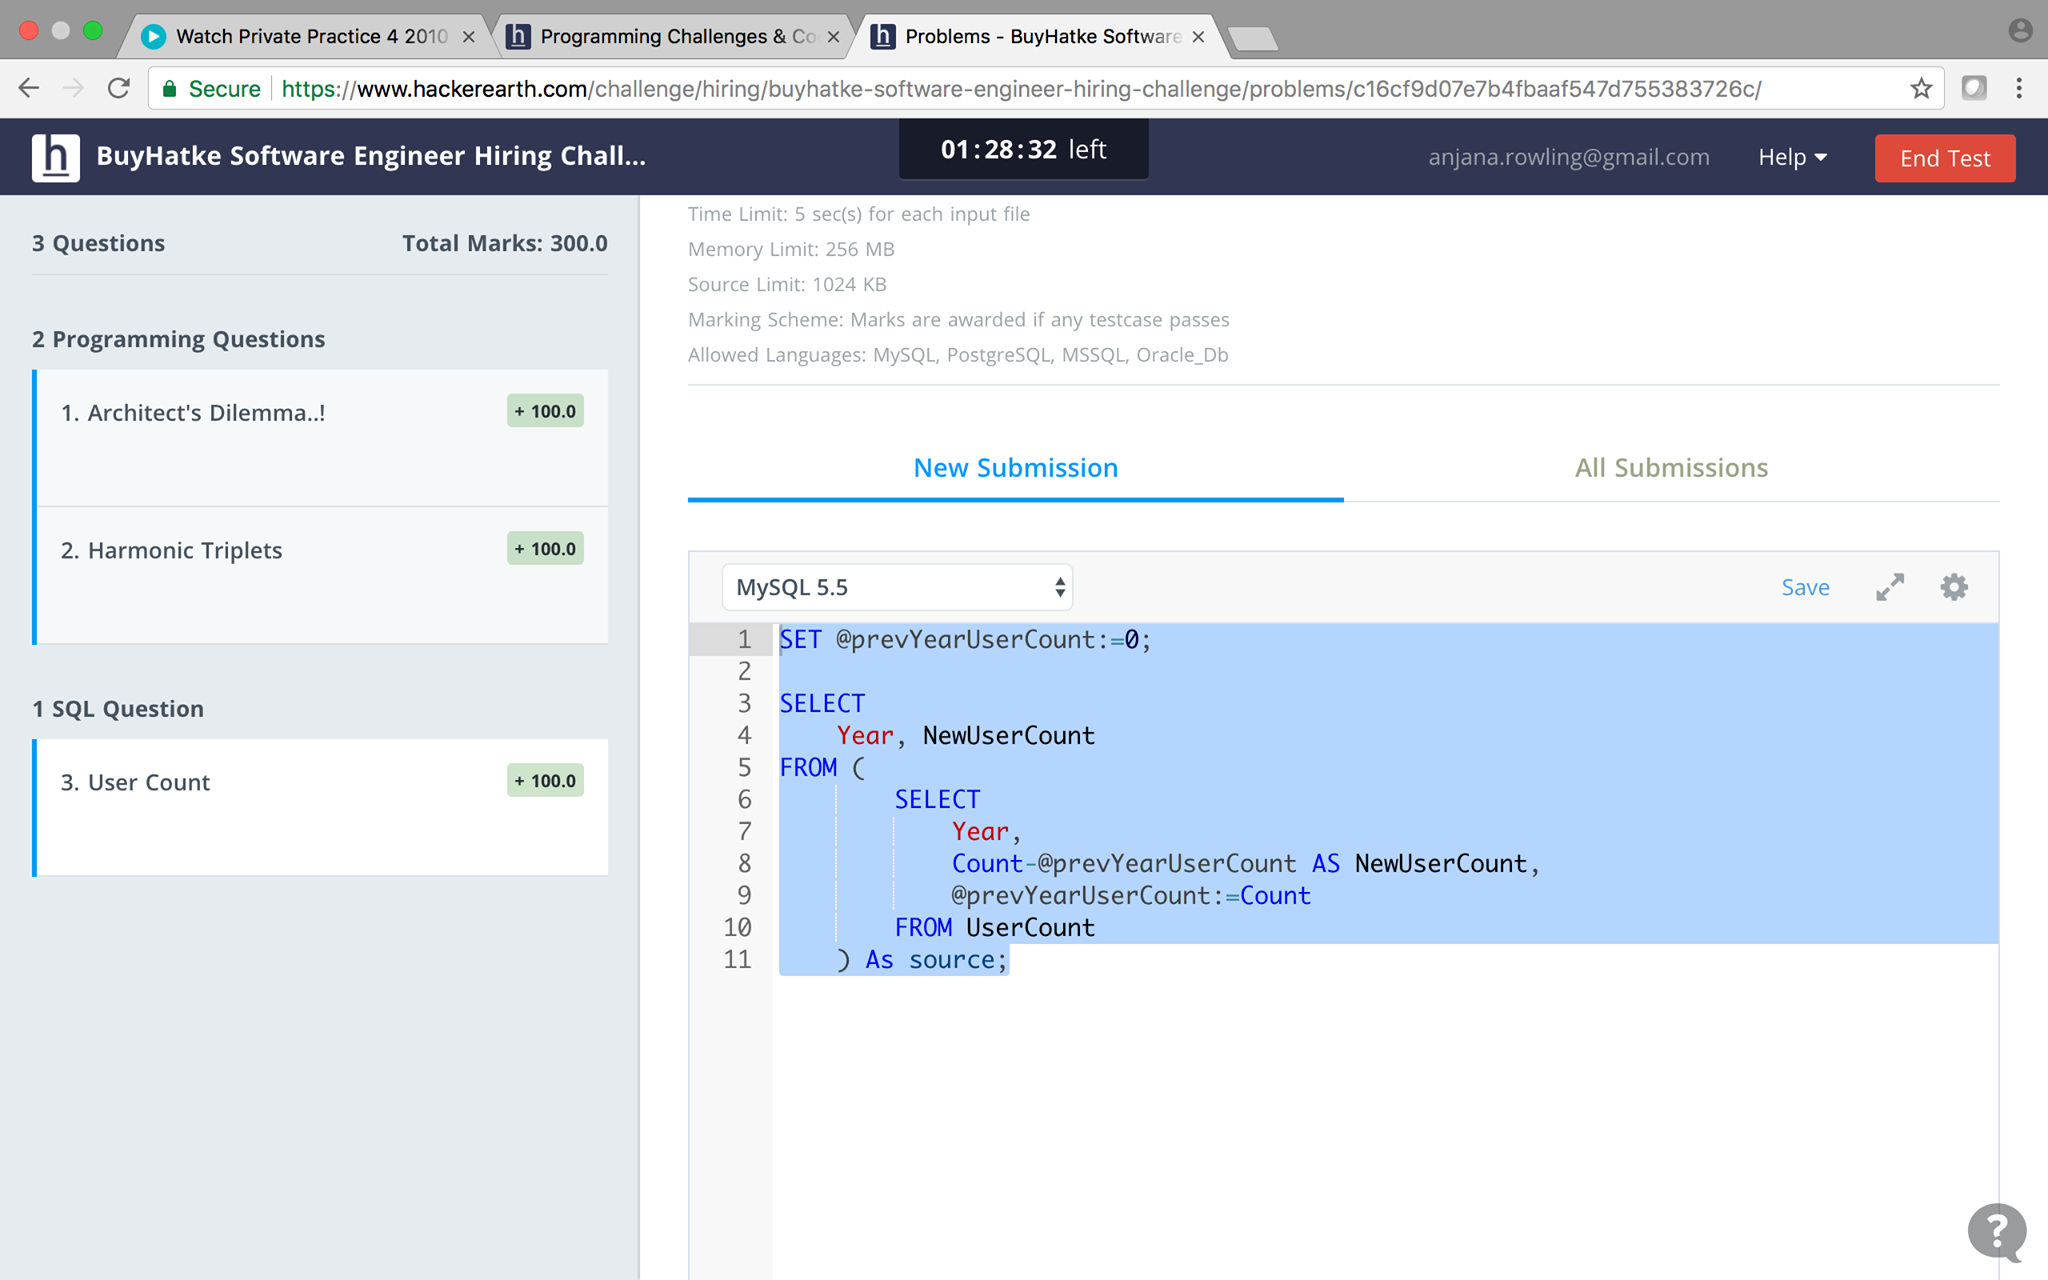 Watch Private Practice 4 2010
Programming Challenges & Co
Problems - BuyHatke Software
Secure
https://www.hackerearth.com/challenge/hiring/buyhatke-software-engineer-hiring-challenge/problems/c16cf9d07e7b4fbaaf547d755383726c/
h
BuyHatke Software Engineer Hiring Chall...
01:28:32 left
anjana.rowling@gmail.com
Help
End Test
3 Questions
Total Marks: 300.0
2 Programming Questions
1. Architect's Dilemma..!
+ 100.0
2. Harmonic Triplets
+ 100.0
1 SQL Question
3. User Count
+ 100.0
Time Limit: 5 sec(s) for each input file
Memory Limit: 256 MB
Source Limit: 1024 KB
Marking Scheme: Marks are awarded if any testcase passes
Allowed Languages: MySQL, PostgreSQL, MSSQL, Oracle_Db
New Submission
All Submissions
MySQL 5.5
Save
1 SET @prevYearUserCount:=0;
2
3 SELECT
4 Year, NewUserCount
5 FROM (
6 SELECT
7 Year,
8 Count-@prevYearUserCount AS NewUserCount,
9 @prevYearUserCount:=Count
10 FROM UserCount
11 ) As source;
?